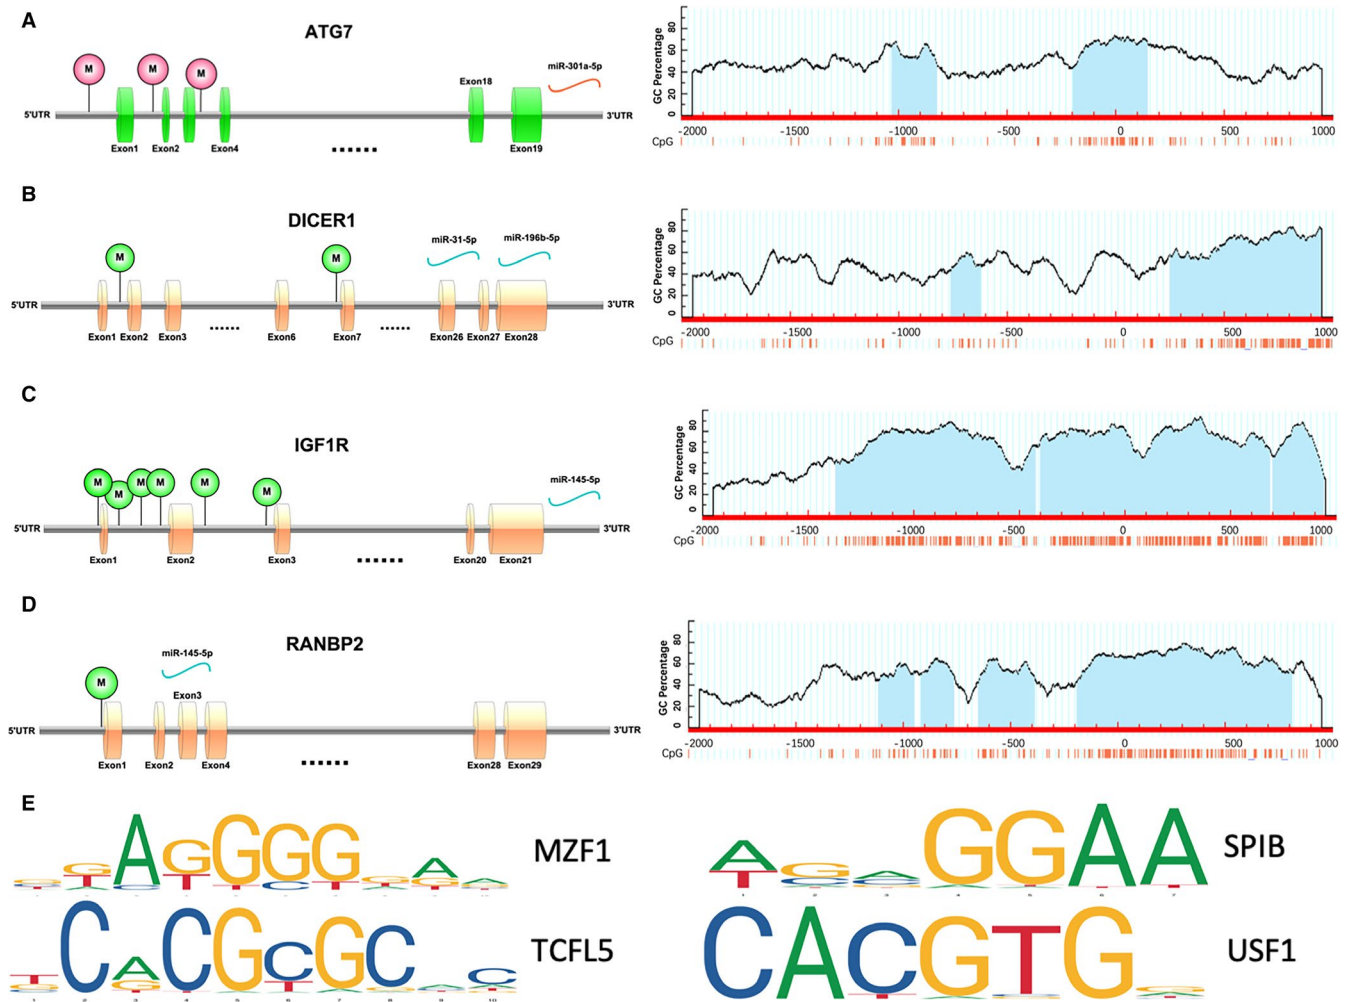 A
ATG7
M M M
miR-301a-5p
Exon18
5'UTR
3'UTR
Exon1 Exon2 Exon4 Exon19
GC Percentage
0 20 40 60 80
-2000 -1500 -1000 -500 0 500 1000
CpG
B
DICER1
M M
miR-31-5p miR-196b-5p
5'UTR
3'UTR
Exon1 Exon2 Exon3 Exon6 Exon7 Exon26 Exon27 Exon28
GC Percentage
0 20 40 60 80
-2000 -1500 -1000 -500 0 500 1000
CpG
C
IGF1R
M M M M M M
miR-145-5p
5'UTR
3'UTR
Exon1 Exon2 Exon3 Exon20 Exon21
GC Percentage
0 20 40 60 80
-2000 -1500 -1000 -500 0 500 1000
CpG
D
RANBP2
M
miR-145-5p
Exon3
5'UTR
3'UTR
Exon1 Exon2 Exon4 Exon28 Exon29
GC Percentage
0 20 40 60 80
-2000 -1500 -1000 -500 0 500 1000
CpG
E
AGGGG
MZF1
A GGAA
SPIB
CACGCGC
TCFL5
CACGTG
USF1